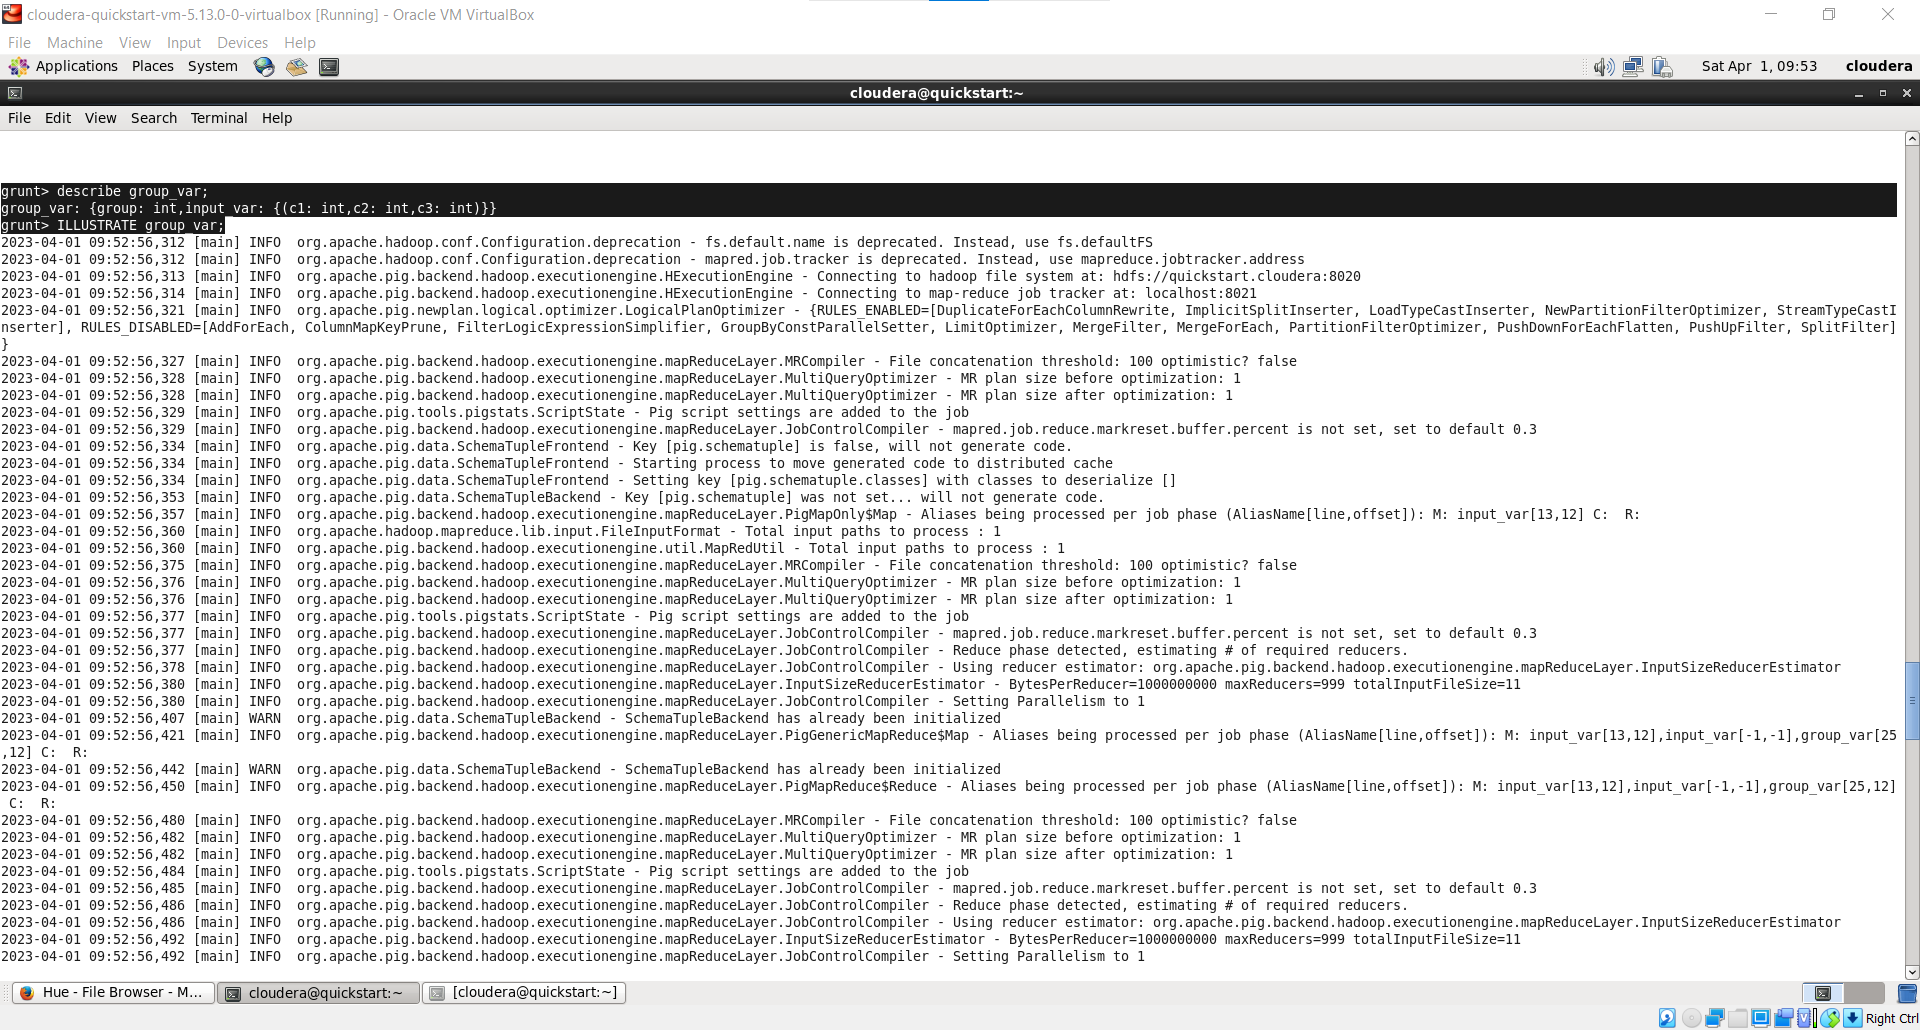 cloudera-quickstart-vm-5.13.0-0-virtualbox [Running] - Oracle VM VirtualBox
File Machine View Input Devices Help
Applications Places System Sat Apr 1, 09:53 cloudera
cloudera@quickstart:~
File Edit View Search Terminal Help
grunt> describe group_var;
group_var: {group: int,input_var: {(c1: int,c2: int,c3: int)}}
grunt> ILLUSTRATE group_var;
2023-04-01 09:52:56,312 [main] INFO  org.apache.hadoop.conf.Configuration.deprecation - fs.default.name is deprecated. Instead, use fs.defaultFS
2023-04-01 09:52:56,312 [main] INFO  org.apache.hadoop.conf.Configuration.deprecation - mapred.job.tracker is deprecated. Instead, use mapreduce.jobtracker.address
2023-04-01 09:52:56,313 [main] INFO  org.apache.pig.backend.hadoop.executionengine.HExecutionEngine - Connecting to hadoop file system at: hdfs://quickstart.cloudera:8020
2023-04-01 09:52:56,314 [main] INFO  org.apache.pig.backend.hadoop.executionengine.HExecutionEngine - Connecting to map-reduce job tracker at: localhost:8021
2023-04-01 09:52:56,321 [main] INFO  org.apache.pig.newplan.logical.optimizer.LogicalPlanOptimizer - {RULES_ENABLED=[DuplicateForEachColumnRewrite, ImplicitSplitInserter, LoadTypeCastInserter, NewPartitionFilterOptimizer, StreamTypeCastI
nserter], RULES_DISABLED=[AddForEach, ColumnMapKeyPrune, FilterLogicExpressionSimplifier, GroupByConstParallelSetter, LimitOptimizer, MergeFilter, MergeForEach, PartitionFilterOptimizer, PushDownForEachFlatten, PushUpFilter, SplitFilter]
}
2023-04-01 09:52:56,327 [main] INFO  org.apache.pig.backend.hadoop.executionengine.mapReduceLayer.MRCompiler - File concatenation threshold: 100 optimistic? false
2023-04-01 09:52:56,328 [main] INFO  org.apache.pig.backend.hadoop.executionengine.mapReduceLayer.MultiQueryOptimizer - MR plan size before optimization: 1
2023-04-01 09:52:56,328 [main] INFO  org.apache.pig.backend.hadoop.executionengine.mapReduceLayer.MultiQueryOptimizer - MR plan size after optimization: 1
2023-04-01 09:52:56,329 [main] INFO  org.apache.pig.tools.pigstats.ScriptState - Pig script settings are added to the job
2023-04-01 09:52:56,329 [main] INFO  org.apache.pig.backend.hadoop.executionengine.mapReduceLayer.JobControlCompiler - mapred.job.reduce.markreset.buffer.percent is not set, set to default 0.3
2023-04-01 09:52:56,334 [main] INFO  org.apache.pig.data.SchemaTupleFrontend - Key [pig.schematuple] is false, will not generate code.
2023-04-01 09:52:56,334 [main] INFO  org.apache.pig.data.SchemaTupleFrontend - Starting process to move generated code to distributed cache
2023-04-01 09:52:56,334 [main] INFO  org.apache.pig.data.SchemaTupleFrontend - Setting key [pig.schematuple.classes] with classes to deserialize []
2023-04-01 09:52:56,353 [main] INFO  org.apache.pig.data.SchemaTupleBackend - Key [pig.schematuple] was not set... will not generate code.
2023-04-01 09:52:56,357 [main] INFO  org.apache.pig.backend.hadoop.executionengine.mapReduceLayer.PigMapOnly$Map - Aliases being processed per job phase (AliasName[line,offset]): M: input_var[13,12] C:  R:
2023-04-01 09:52:56,360 [main] INFO  org.apache.hadoop.mapreduce.lib.input.FileInputFormat - Total input paths to process : 1
2023-04-01 09:52:56,360 [main] INFO  org.apache.pig.backend.hadoop.executionengine.util.MapRedUtil - Total input paths to process : 1
2023-04-01 09:52:56,375 [main] INFO  org.apache.pig.backend.hadoop.executionengine.mapReduceLayer.MRCompiler - File concatenation threshold: 100 optimistic? false
2023-04-01 09:52:56,376 [main] INFO  org.apache.pig.backend.hadoop.executionengine.mapReduceLayer.MultiQueryOptimizer - MR plan size before optimization: 1
2023-04-01 09:52:56,376 [main] INFO  org.apache.pig.backend.hadoop.executionengine.mapReduceLayer.MultiQueryOptimizer - MR plan size after optimization: 1
2023-04-01 09:52:56,377 [main] INFO  org.apache.pig.tools.pigstats.ScriptState - Pig script settings are added to the job
2023-04-01 09:52:56,377 [main] INFO  org.apache.pig.backend.hadoop.executionengine.mapReduceLayer.JobControlCompiler - mapred.job.reduce.markreset.buffer.percent is not set, set to default 0.3
2023-04-01 09:52:56,377 [main] INFO  org.apache.pig.backend.hadoop.executionengine.mapReduceLayer.JobControlCompiler - Reduce phase detected, estimating # of required reducers.
2023-04-01 09:52:56,378 [main] INFO  org.apache.pig.backend.hadoop.executionengine.mapReduceLayer.JobControlCompiler - Using reducer estimator: org.apache.pig.backend.hadoop.executionengine.mapReduceLayer.InputSizeReducerEstimator
2023-04-01 09:52:56,380 [main] INFO  org.apache.pig.backend.hadoop.executionengine.mapReduceLayer.InputSizeReducerEstimator - BytesPerReducer=1000000000 maxReducers=999 totalInputFileSize=11
2023-04-01 09:52:56,380 [main] INFO  org.apache.pig.backend.hadoop.executionengine.mapReduceLayer.JobControlCompiler - Setting Parallelism to 1
2023-04-01 09:52:56,407 [main] WARN  org.apache.pig.data.SchemaTupleBackend - SchemaTupleBackend has already been initialized
2023-04-01 09:52:56,421 [main] INFO  org.apache.pig.backend.hadoop.executionengine.mapReduceLayer.PigGenericMapReduce$Map - Aliases being processed per job phase (AliasName[line,offset]): M: input_var[13,12],input_var[-1,-1],group_var[25
,12] C:  R:
2023-04-01 09:52:56,442 [main] WARN  org.apache.pig.data.SchemaTupleBackend - SchemaTupleBackend has already been initialized
2023-04-01 09:52:56,450 [main] INFO  org.apache.pig.backend.hadoop.executionengine.mapReduceLayer.PigMapReduce$Reduce - Aliases being processed per job phase (AliasName[line,offset]): M: input_var[13,12],input_var[-1,-1],group_var[25,12]
C:  R:
2023-04-01 09:52:56,480 [main] INFO  org.apache.pig.backend.hadoop.executionengine.mapReduceLayer.MRCompiler - File concatenation threshold: 100 optimistic? false
2023-04-01 09:52:56,482 [main] INFO  org.apache.pig.backend.hadoop.executionengine.mapReduceLayer.MultiQueryOptimizer - MR plan size before optimization: 1
2023-04-01 09:52:56,482 [main] INFO  org.apache.pig.backend.hadoop.executionengine.mapReduceLayer.MultiQueryOptimizer - MR plan size after optimization: 1
2023-04-01 09:52:56,484 [main] INFO  org.apache.pig.tools.pigstats.ScriptState - Pig script settings are added to the job
2023-04-01 09:52:56,485 [main] INFO  org.apache.pig.backend.hadoop.executionengine.mapReduceLayer.JobControlCompiler - mapred.job.reduce.markreset.buffer.percent is not set, set to default 0.3
2023-04-01 09:52:56,486 [main] INFO  org.apache.pig.backend.hadoop.executionengine.mapReduceLayer.JobControlCompiler - Reduce phase detected, estimating # of required reducers.
2023-04-01 09:52:56,486 [main] INFO  org.apache.pig.backend.hadoop.executionengine.mapReduceLayer.JobControlCompiler - Using reducer estimator: org.apache.pig.backend.hadoop.executionengine.mapReduceLayer.InputSizeReducerEstimator
2023-04-01 09:52:56,492 [main] INFO  org.apache.pig.backend.hadoop.executionengine.mapReduceLayer.InputSizeReducerEstimator - BytesPerReducer=1000000000 maxReducers=999 totalInputFileSize=11
2023-04-01 09:52:56,492 [main] INFO  org.apache.pig.backend.hadoop.executionengine.mapReduceLayer.JobControlCompiler - Setting Parallelism to 1
Hue - File Browser - M... cloudera@quickstart:~ [cloudera@quickstart:~]
Right Ctrl